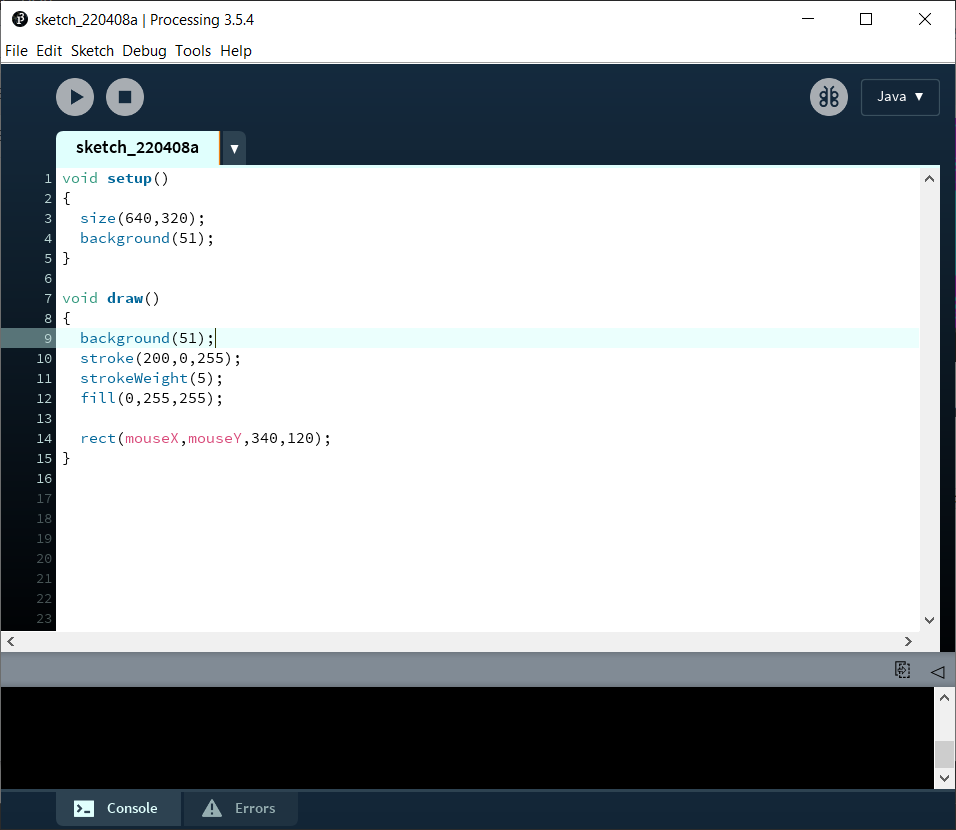 sketch_220408a | Processing 3.5.4
File Edit Sketch Debug Tools Help
Java ▼
sketch_220408a ▼
1 void setup()
2 {
3   size(640,320);
4   background(51);
5 }
6
7 void draw()
8 {
9   background(51);
10   stroke(200,0,255);
11   strokeWeight(5);
12   fill(0,255,255);
13
14   rect(mouseX,mouseY,340,120);
15 }
16
17
18
19
20
21
22
23
Console Errors